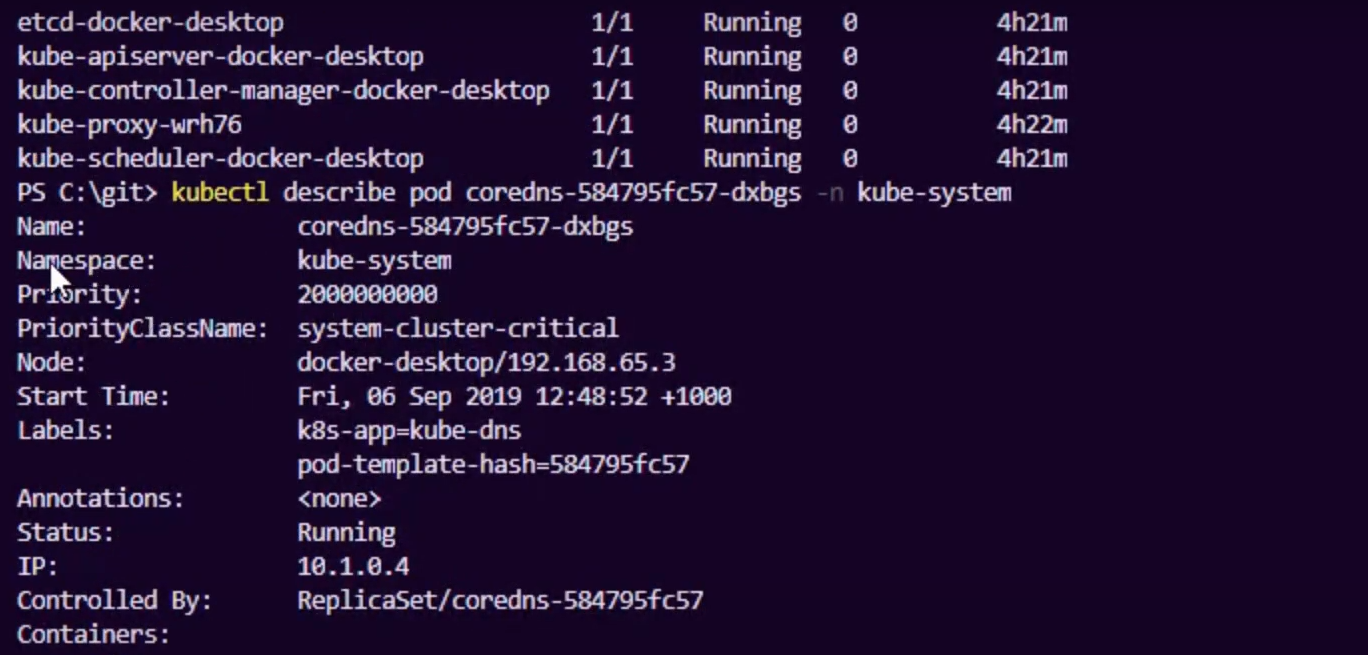 etcd-docker-desktop 1/1 Running 0 4h21m
kube-apiserver-docker-desktop 1/1 Running 0 4h21m
kube-controller-manager-docker-desktop 1/1 Running 0 4h21m
kube-proxy-wrh76 1/1 Running 0 4h22m
kube-scheduler-docker-desktop 1/1 Running 0 4h21m
PS C:\git> kubectl describe pod coredns-584795fc57-dxbgs -n kube-system
Name: coredns-584795fc57-dxbgs
Namespace: kube-system
Priority: 2000000000
PriorityClassName: system-cluster-critical
Node: docker-desktop/192.168.65.3
Start Time: Fri, 06 Sep 2019 12:48:52 +1000
Labels: k8s-app=kube-dns
pod-template-hash=584795fc57
Annotations: <none>
Status: Running
IP: 10.1.0.4
Controlled By: ReplicaSet/coredns-584795fc57
Containers: